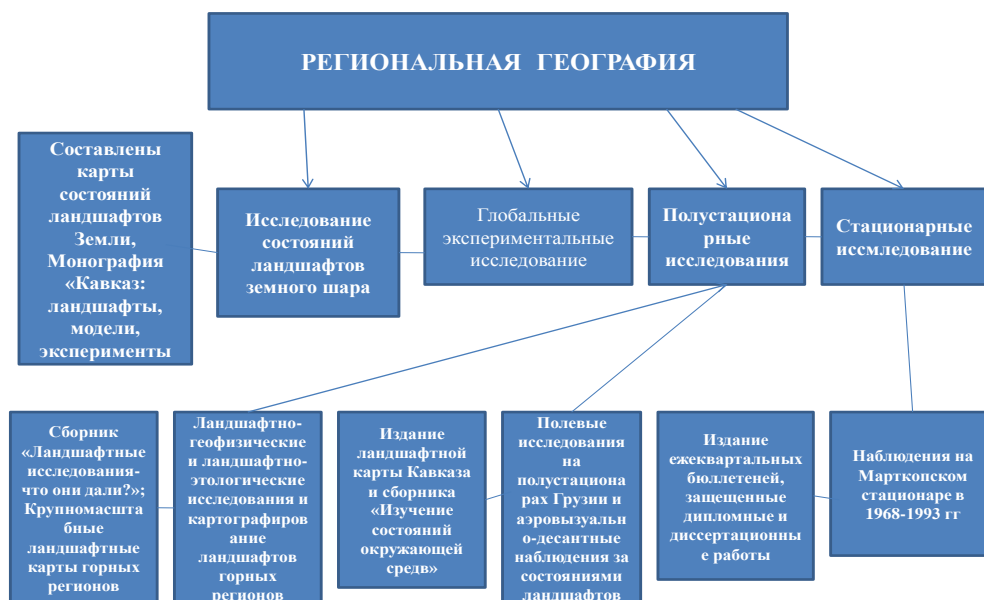 РЕГИОНАЛЬНАЯ ГЕОГРАФИЯ
Составлены
карты
состояний
ландшафтов
Земли,
Монография
«Кавказ:
ландшафты,
модели,
эксперименты
Исследование
состояний
ландшафтов
земного шара
Глобальные
экспериментальные
исследование
Полустациона
рные
исследования
Стационарные
иссмледование
Сборник
«Ландшафтные
исследования-
что они дали?»;
Крупномасшта
бные
ландшафтные
карты горных
регионов
Ландшафтно-
геофизические
и ландшафтно-
этологические
исследования и
картографиров
ание
ландшафтов
горных
регионов
Издание
ландшафтной
карты Кавказа
и сборника
«Изучение
состояний
окружающей
средв»
Полевые
исследования
на
полустациона
рах Грузии и
аэровызуальн
о-десантные
наблюдения за
состояниями
ландшафтов
Издание
ежеквартальных
бюллетеней,
защещенные
дипломные и
диссертационны
е работы
Наблюдения на
Марткопском
стационаре в
1968-1993 гг